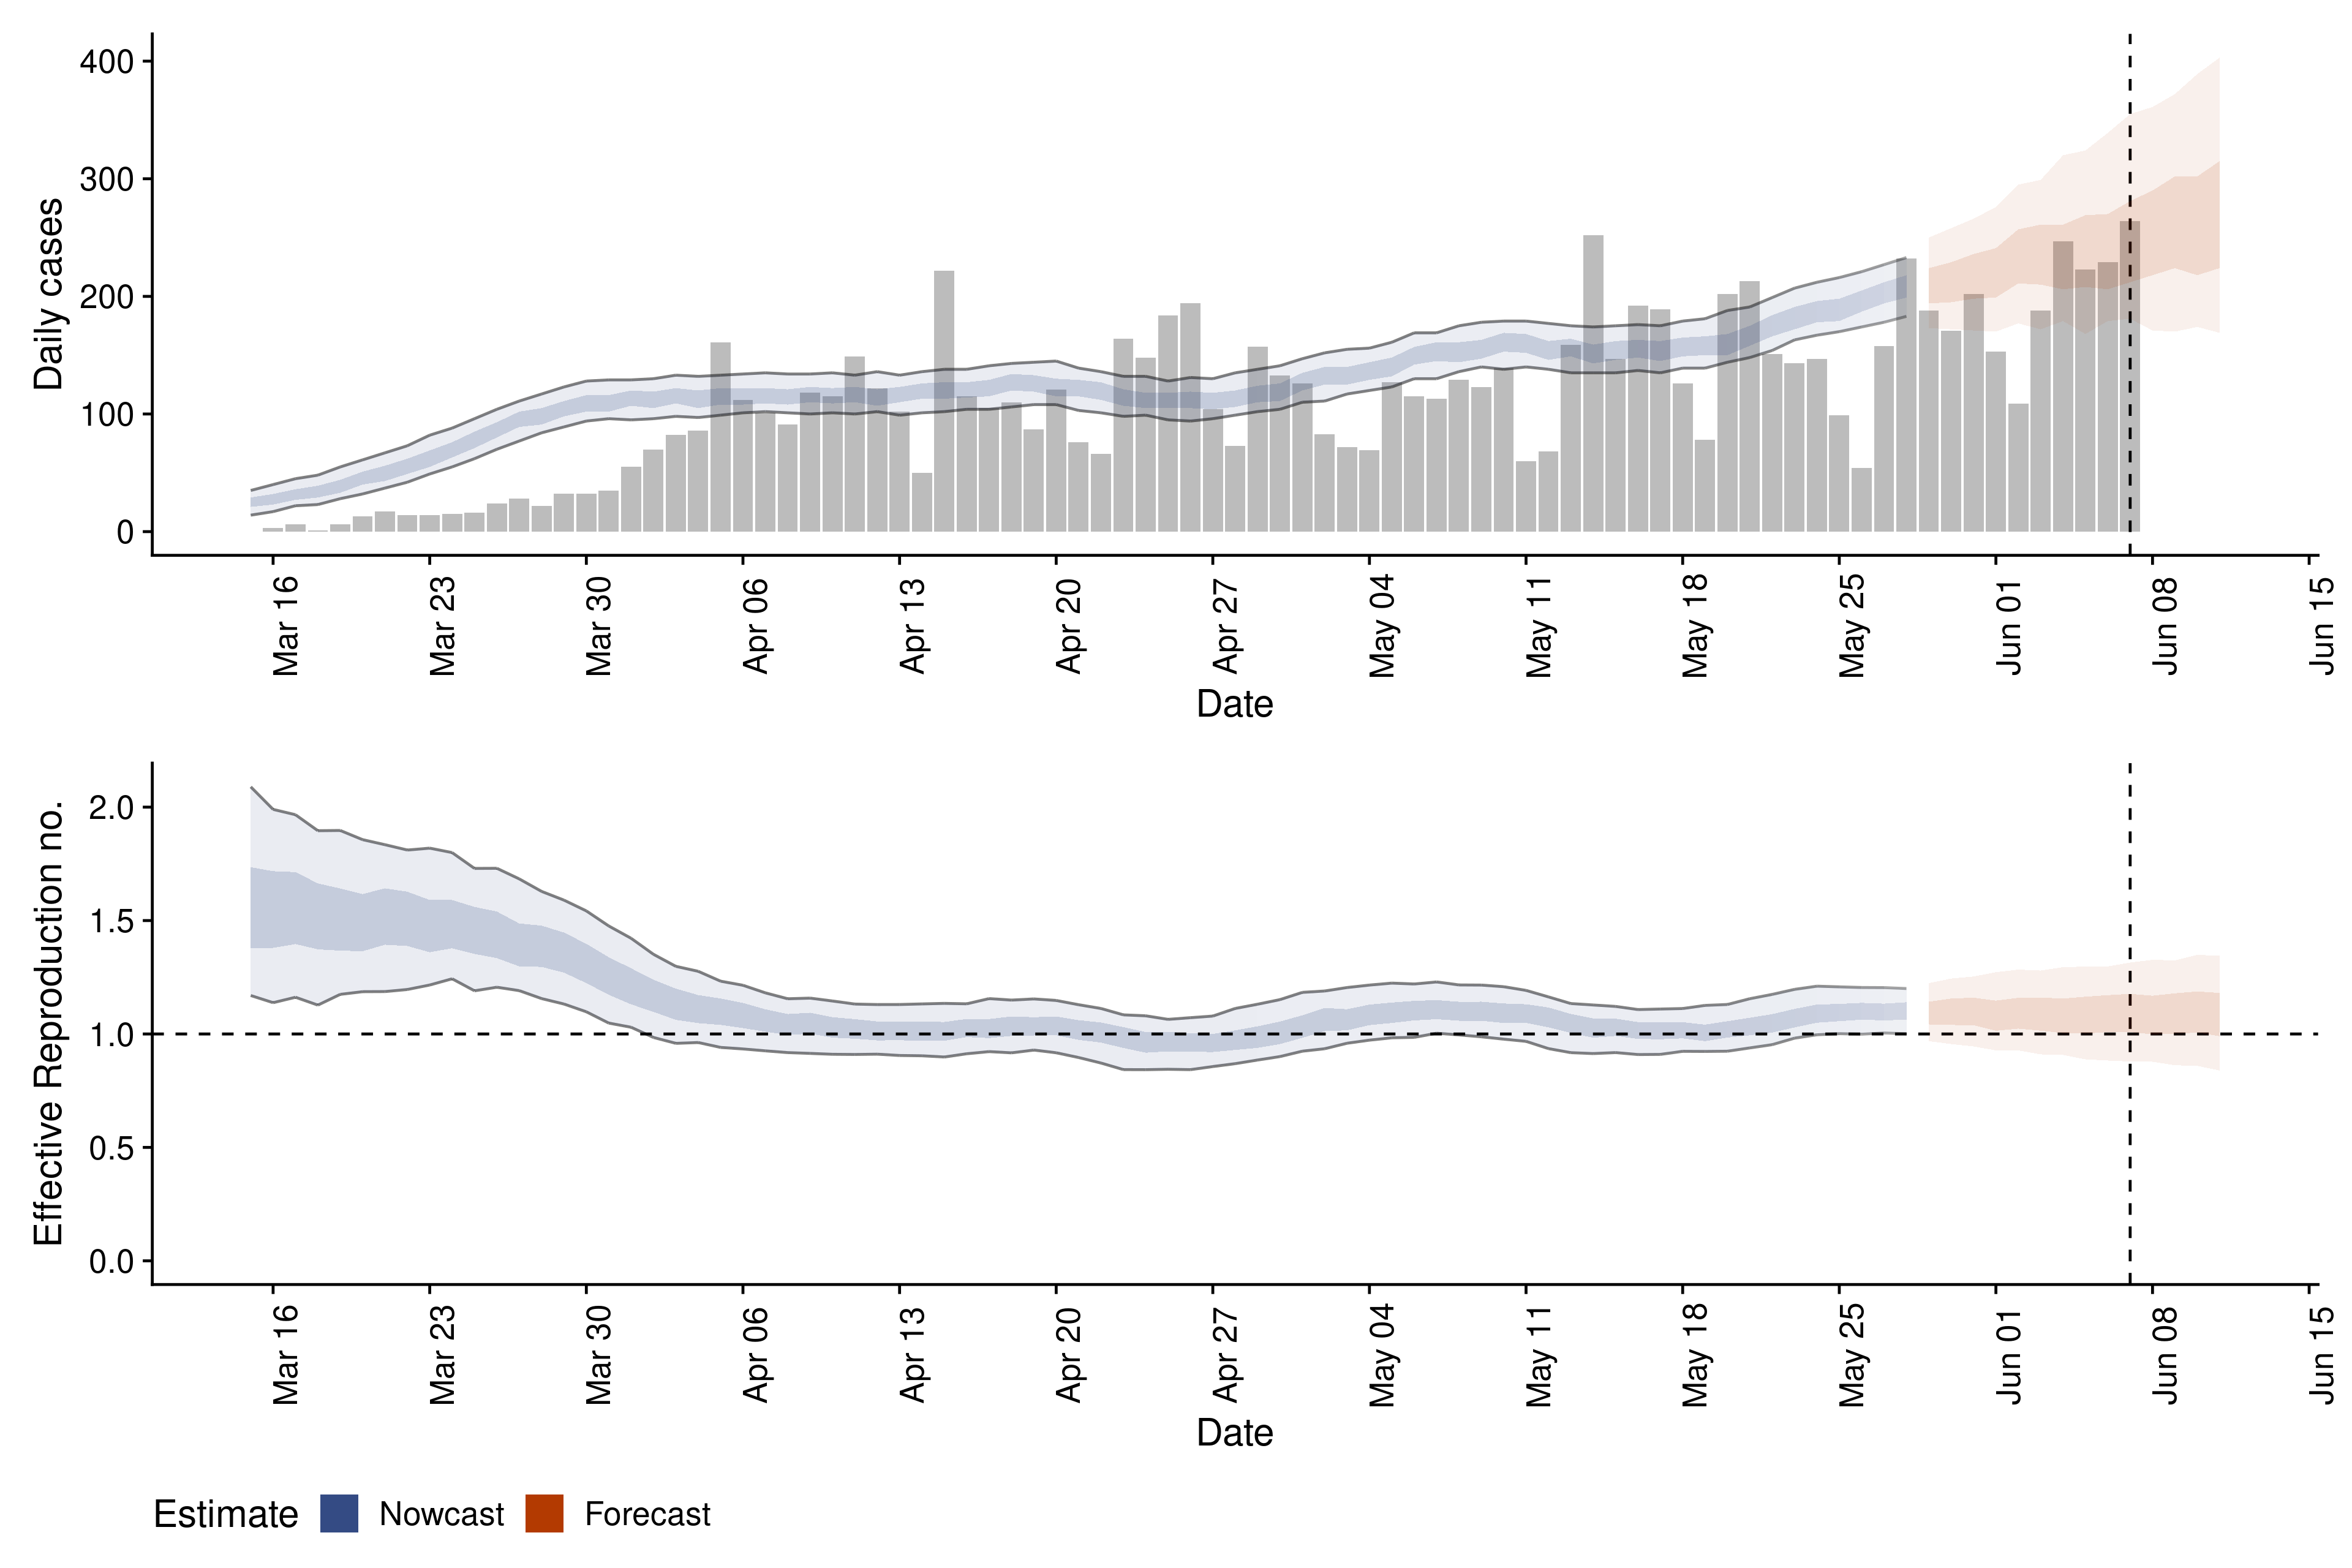 Daily cases
400
300
200
100
0
Mar 16
Mar 23
Mar 30
Apr 06
Apr 13
Apr 20
Apr 27
May 04
May 11
May 18
May 25
Jun 01
Jun 08
Jun 15
Date
Effective Reproduction no.
2.0
1.5
1.0
0.5
0.0
Mar 16
Mar 23
Mar 30
Apr 06
Apr 13
Apr 20
Apr 27
May 04
May 11
May 18
May 25
Jun 01
Jun 08
Jun 15
Date
Estimate Nowcast Forecast